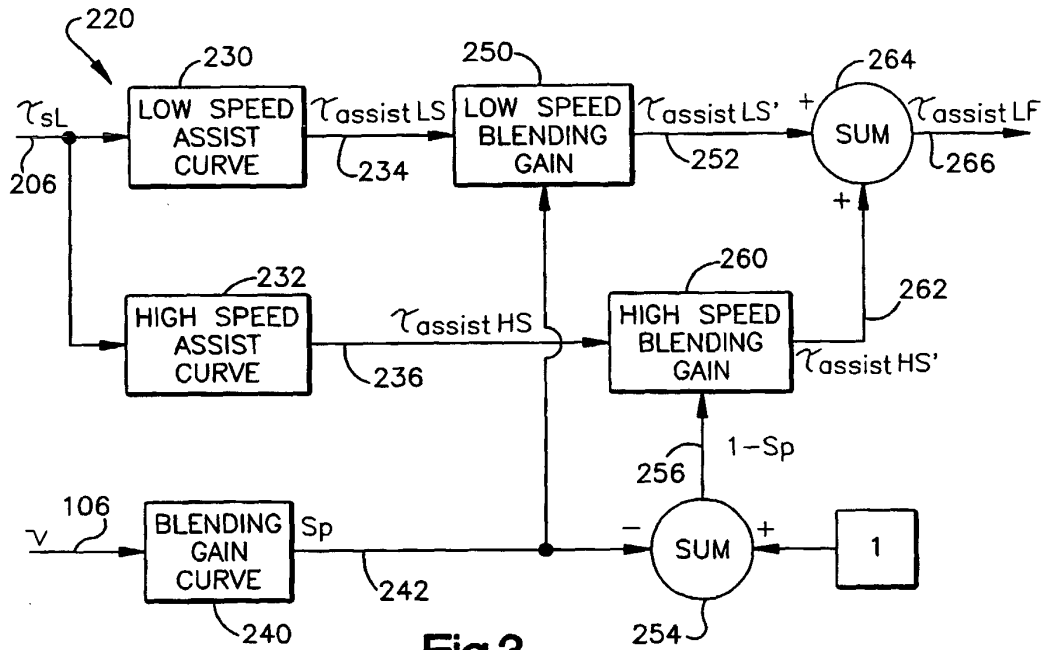 220
230
250
264
τsL
LOW SPEED
ASSIST
CURVE
τassist LS
LOW SPEED
BLENDING
GAIN
τassist LS'
+
SUM
τassist LF
206
234
252
266
+
232
260
262
HIGH SPEED
ASSIST
CURVE
τassist HS
HIGH SPEED
BLENDING
GAIN
τassist HS'
236
256
1-Sp
106
v
BLENDING
GAIN
CURVE
Sp
-
SUM
+
1
242
240
254
Fig.3